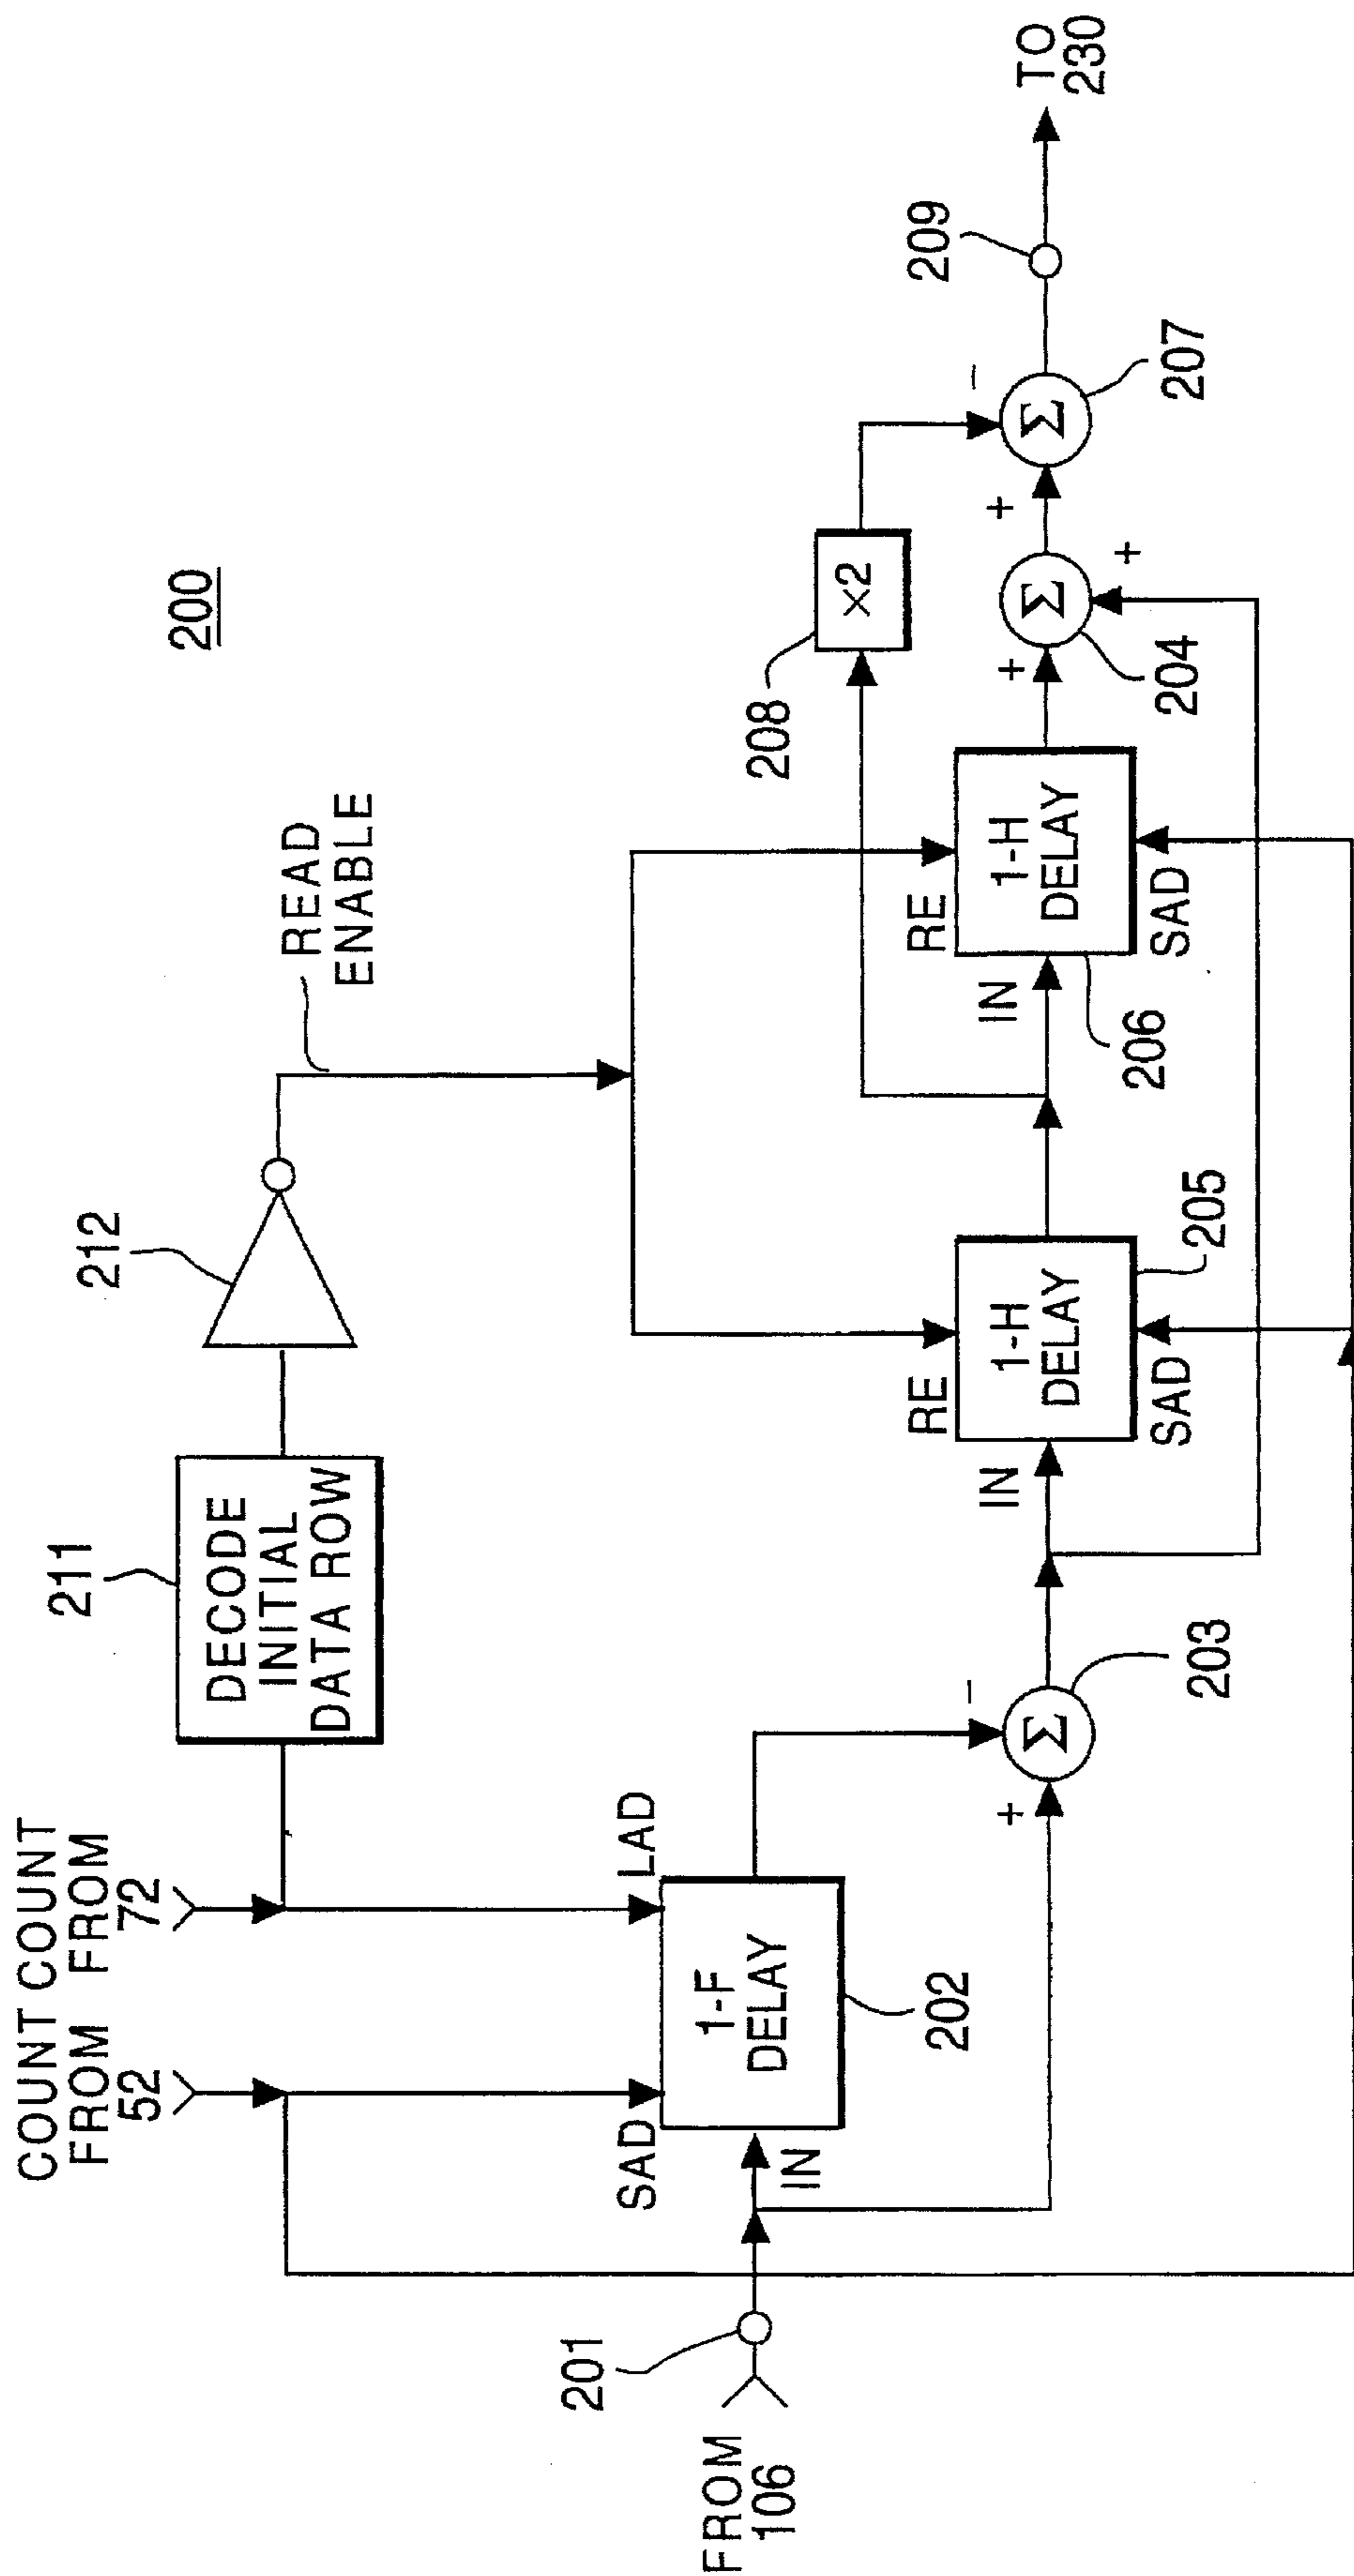 200
COUNT COUNT
FROM FROM
52 72
211
DECODE
INITIAL
DATA ROW
212
READ
ENABLE
FROM
106
201
SAD
LAD
IN
1-F
DELAY
202
+
−
Σ
203
IN
RE
1-H
DELAY
SAD
205
IN
RE
1-H
DELAY
SAD
206
208
×2
+
+
Σ
204
+
−
Σ
207
209
TO
230